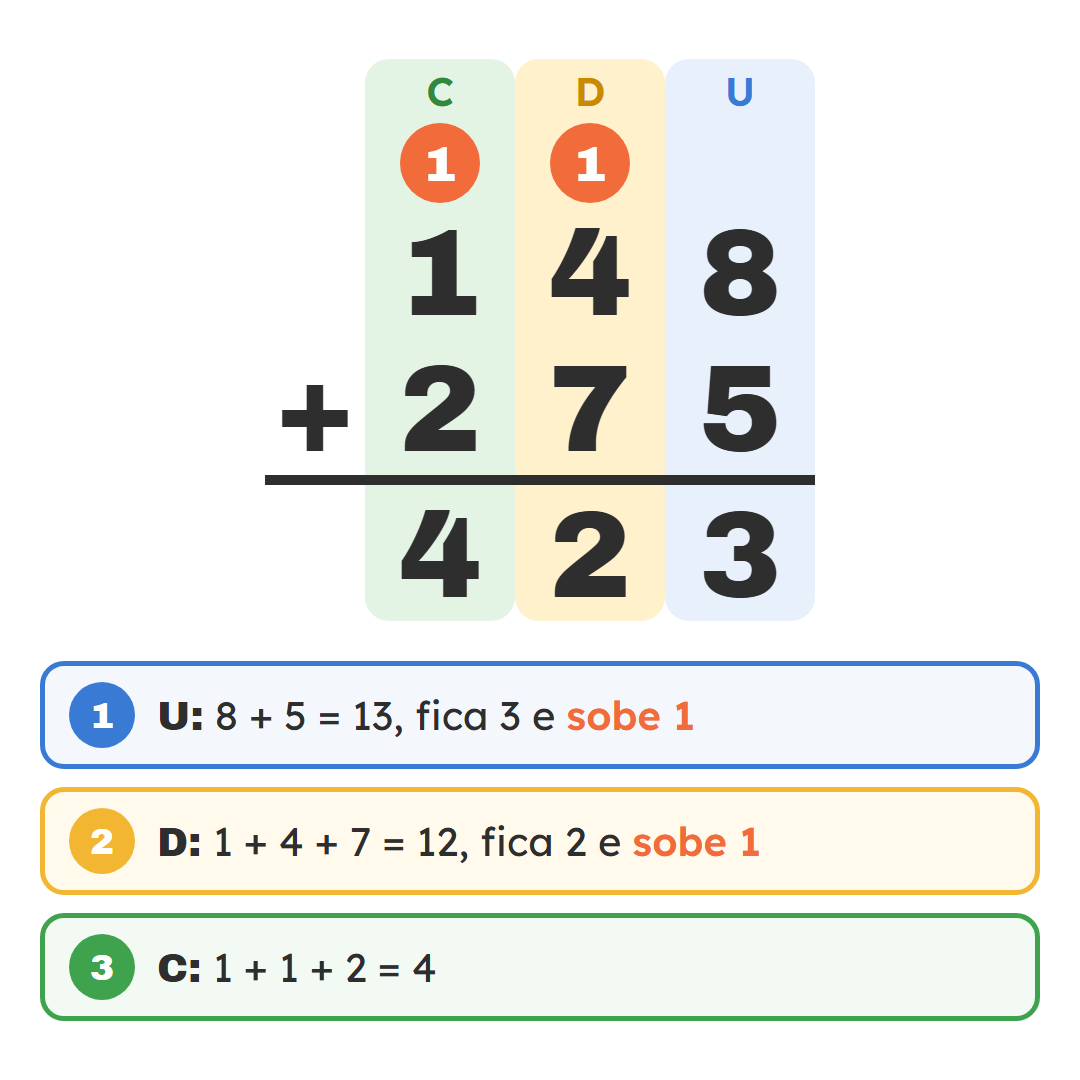 C D U
1 1
1 4 8
+ 2 7 5
4 2 3
1 U: 8 + 5 = 13, fica 3 e sobe 1
2 D: 1 + 4 + 7 = 12, fica 2 e sobe 1
3 C: 1 + 1 + 2 = 4